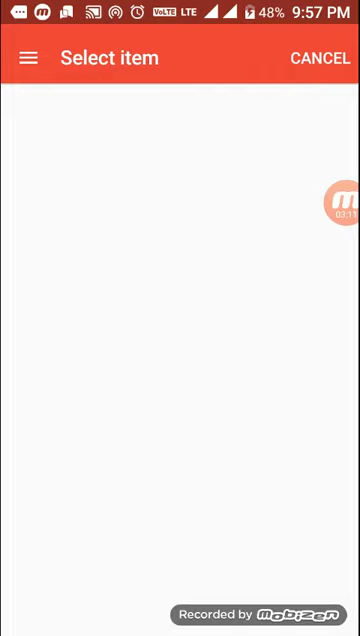 VoLTE LTE 48% 9:57 PM
Select item CANCEL
m
03:11
Recorded by mobizen